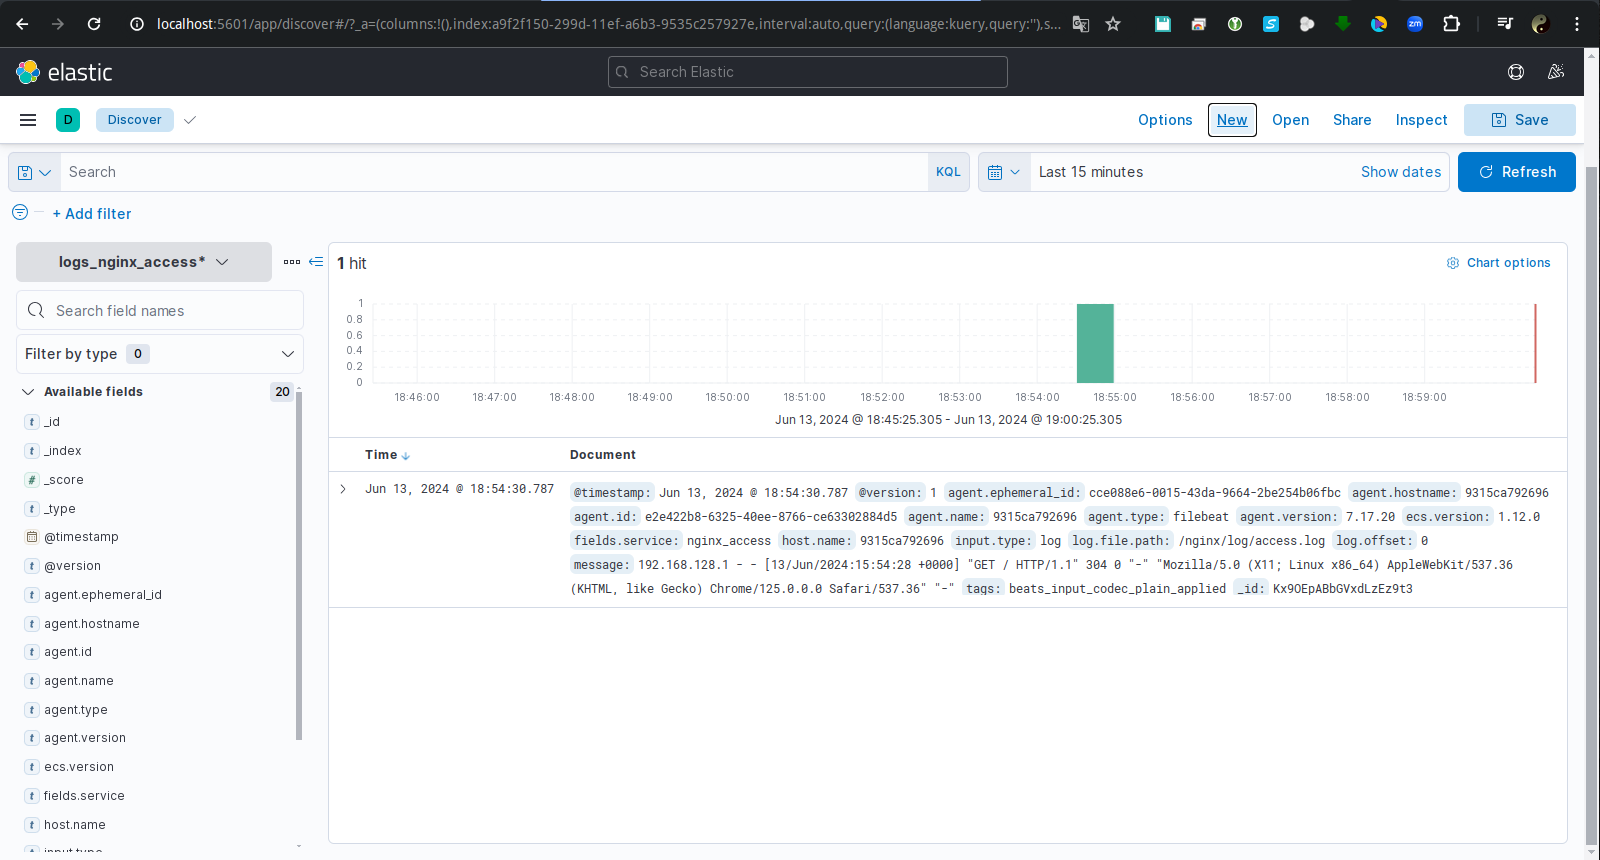 localhost:5601/app/discover#/?_a=(columns:!(),index:a9f2f150-299d-11ef-a6b3-9535c257927e,interval:auto,query:(language:kuery,query:''),s...
elastic
Search Elastic
D
Discover
Options
New
Open
Share
Inspect
Save
Search
KQL
Last 15 minutes
Show dates
Refresh
+ Add filter
logs_nginx_access*
Search field names
Filter by type 0
Available fields 20
t _id
t _index
# _score
t _type
@timestamp
t @version
t agent.ephemeral_id
t agent.hostname
t agent.id
t agent.name
t agent.type
t agent.version
t ecs.version
t fields.service
t host.name
t input.type
1 hit
Chart options
1
0.8
0.6
0.4
0.2
0
18:46:00 18:47:00 18:48:00 18:49:00 18:50:00 18:51:00 18:52:00 18:53:00 18:54:00 18:55:00 18:56:00 18:57:00 18:58:00 18:59:00
Jun 13, 2024 @ 18:45:25.305 - Jun 13, 2024 @ 19:00:25.305
Time Document
Jun 13, 2024 @ 18:54:30.787
@timestamp: Jun 13, 2024 @ 18:54:30.787 @version: 1 agent.ephemeral_id: cce088e6-0015-43da-9664-2be254b06fbc agent.hostname: 9315ca792696
agent.id: e2e422b8-6325-40ee-8766-ce63302884d5 agent.name: 9315ca792696 agent.type: filebeat agent.version: 7.17.20 ecs.version: 1.12.0
fields.service: nginx_access host.name: 9315ca792696 input.type: log log.file.path: /nginx/log/access.log log.offset: 0
message: 192.168.128.1 - - [13/Jun/2024:15:54:28 +0000] "GET / HTTP/1.1" 304 0 "-" "Mozilla/5.0 (X11; Linux x86_64) AppleWebKit/537.36
(KHTML, like Gecko) Chrome/125.0.0.0 Safari/537.36" "-" tags: beats_input_codec_plain_applied _id: Kx9OEpABbGVxdLzEz9t3